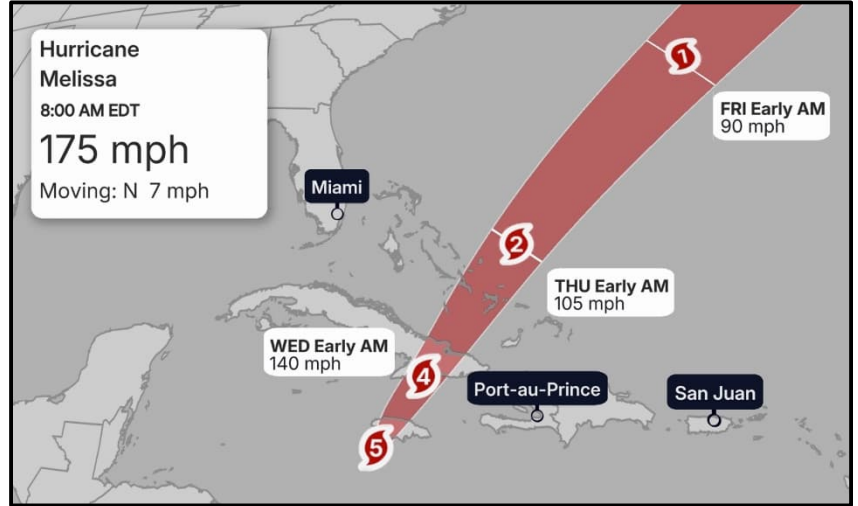 Hurricane
Melissa
8:00 AM EDT
175 mph
Moving: N 7 mph
1
FRI Early AM
90 mph
Miami
2
THU Early AM
105 mph
WED Early AM
140 mph
4
Port-au-Prince
San Juan
5